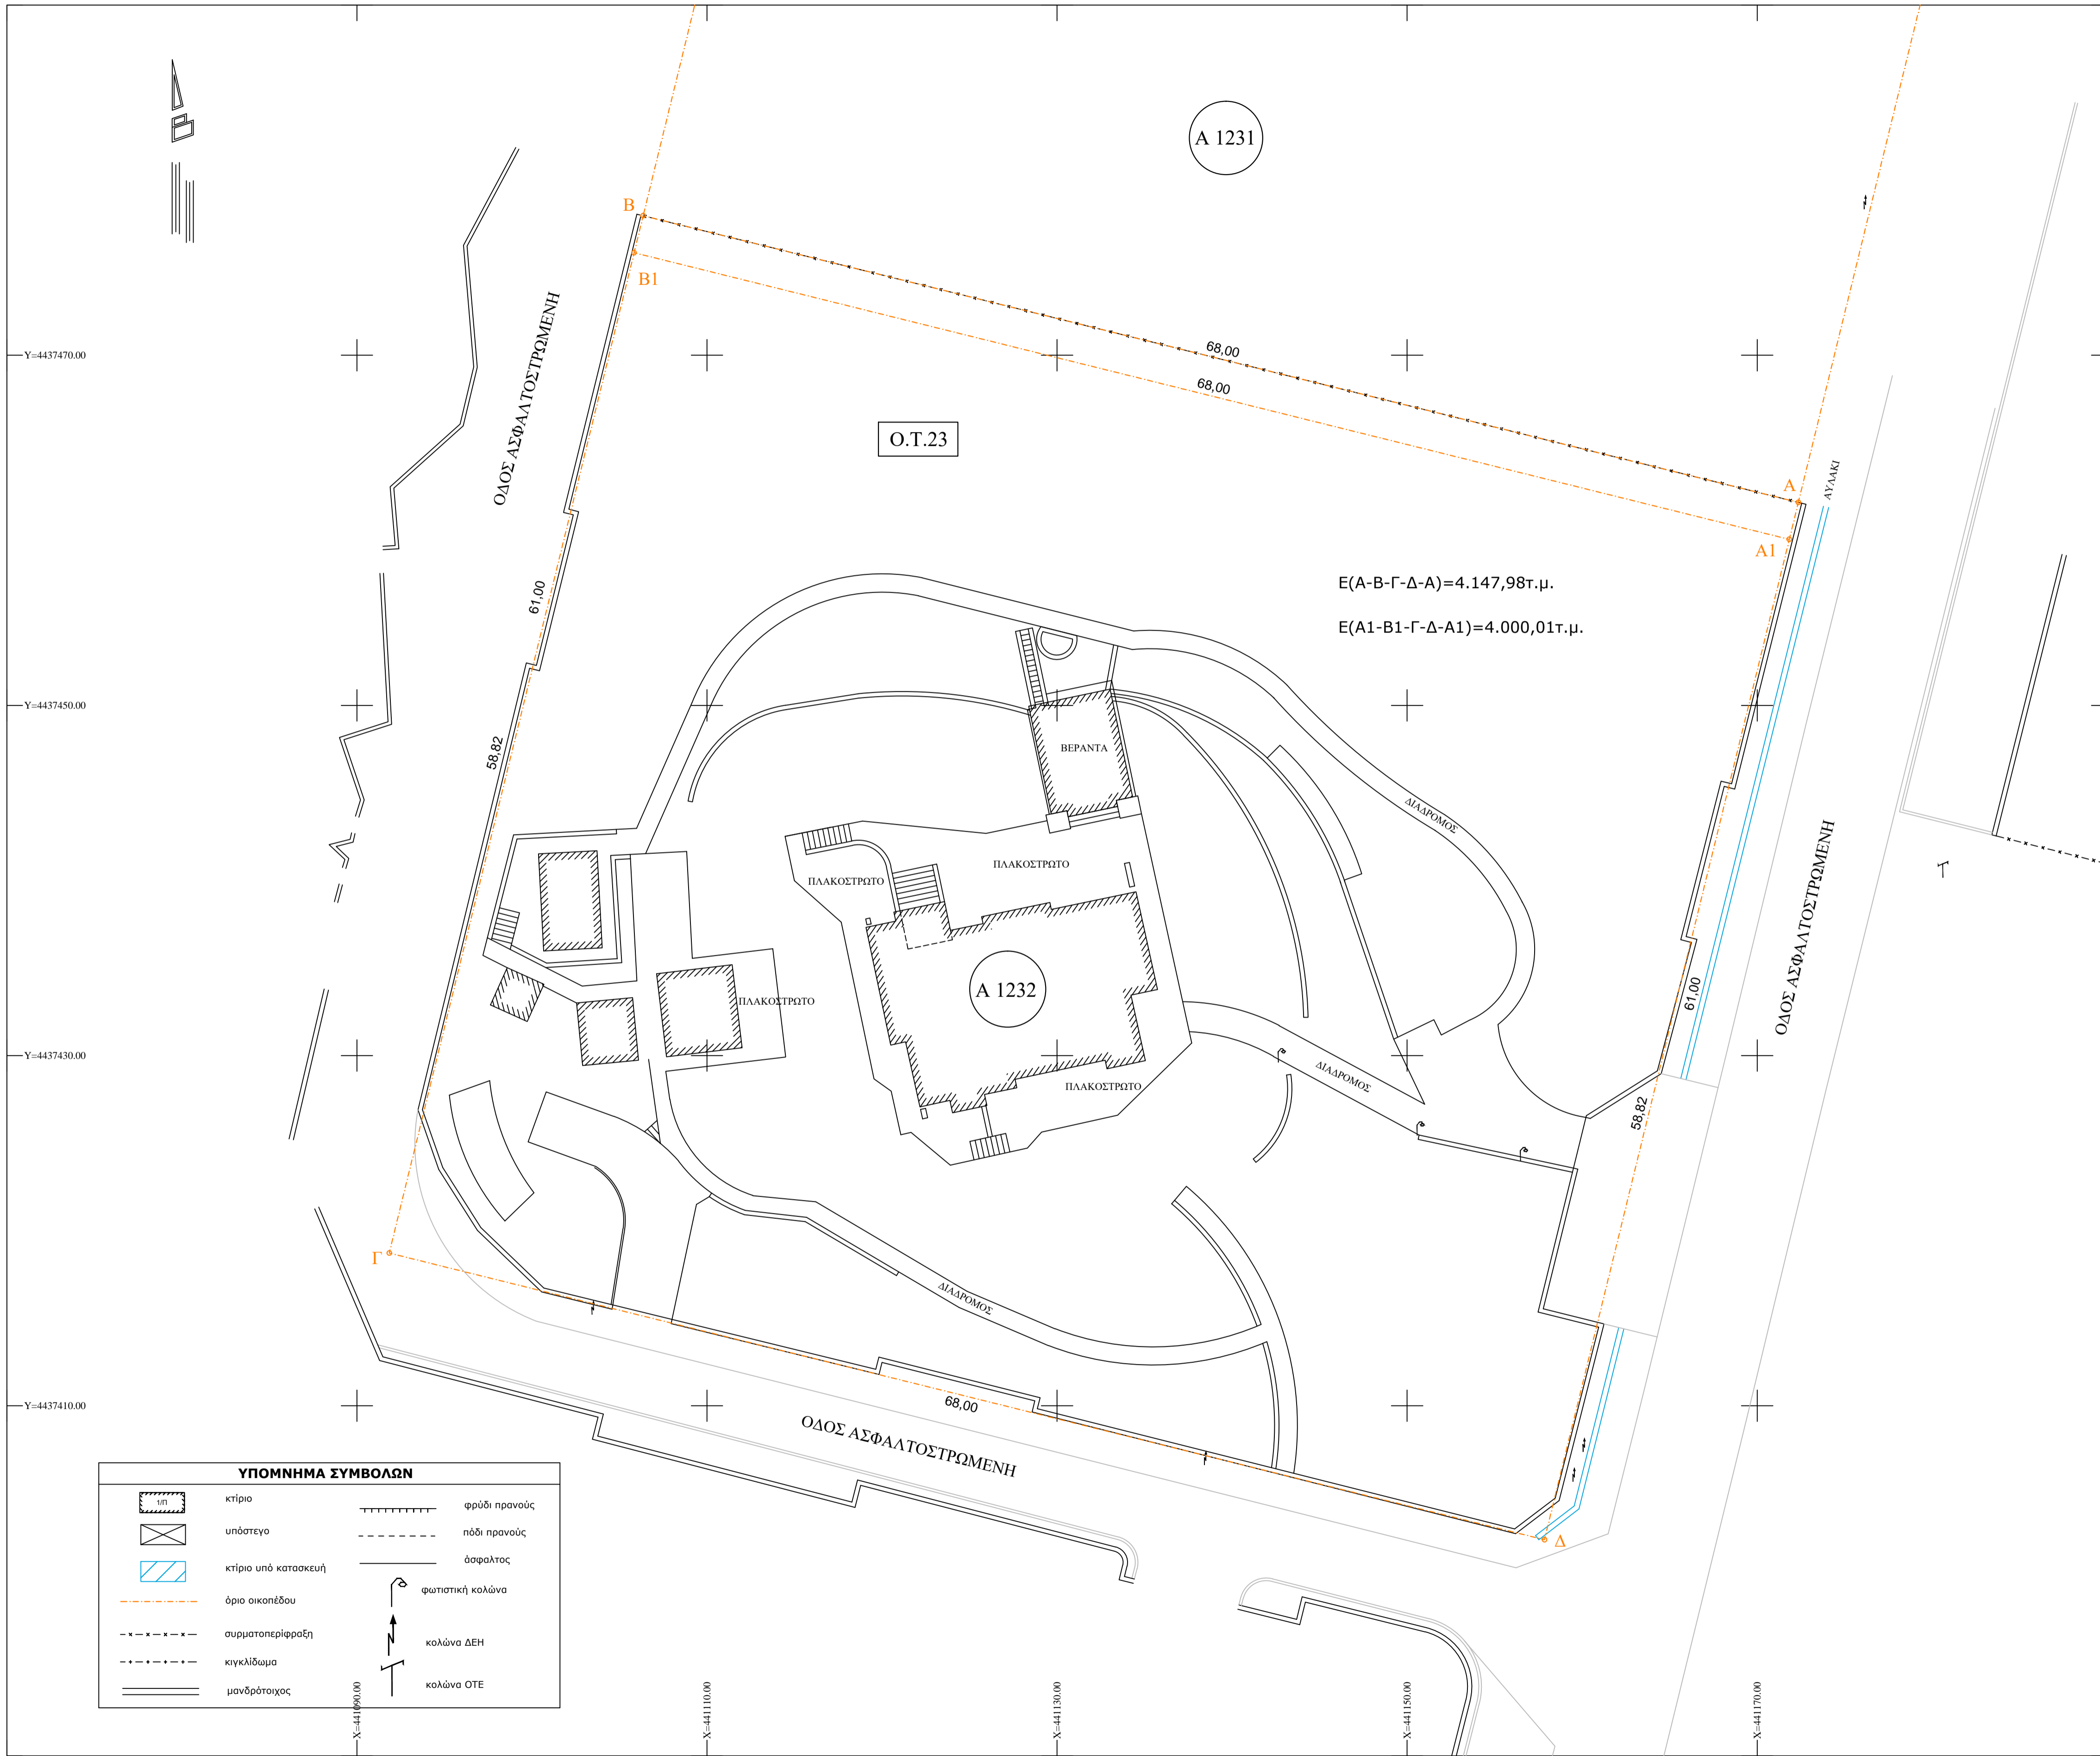 Β
Α 1231
B
B1
Υ=4437470.00
ΟΔΟΣ ΑΣΦΑΛΤΟΣΤΡΩΜΕΝΗ
68,00
68,00
Ο.Τ.23
Α
ΑΥΛΑΚΙ
Α1
Ε(Α-Β-Γ-Δ-Α)=4.147,98τ.μ.
61,00
Ε(Α1-Β1-Γ-Δ-Α1)=4.000,01τ.μ.
Υ=4437450.00
58,82
ΒΕΡΑΝΤΑ
ΔΙΑΔΡΟΜΟΣ
ΠΛΑΚΟΣΤΡΩΤΟ
ΠΛΑΚΟΣΤΡΩΤΟ
ΟΔΟΣ ΑΣΦΑΛΤΟΣΤΡΩΜΕΝΗ
Α 1232
ΠΛΑΚΟΣΤΡΩΤΟ
61,00
Υ=4437430.00
ΔΙΑΔΡΟΜΟΣ
ΠΛΑΚΟΣΤΡΩΤΟ
58,82
Γ
ΔΙΑΔΡΟΜΟΣ
Υ=4437410.00
68,00
ΟΔΟΣ ΑΣΦΑΛΤΟΣΤΡΩΜΕΝΗ
Δ
ΥΠΟΜΝΗΜΑ ΣΥΜΒΟΛΩΝ
1/Π
κτίριο
υπόστεγο
κτίριο υπό κατασκευή
όριο οικοπέδου
συρματοπερίφραξη
κιγκλίδωμα
μανδρότοιχος
φρύδι πρανούς
πόδι πρανούς
άσφαλτος
φωτιστική κολώνα
κολώνα ΔΕΗ
κολώνα ΟΤΕ
Χ=441090.00
Χ=441110.00
Χ=441130.00
Χ=441150.00
Χ=441170.00